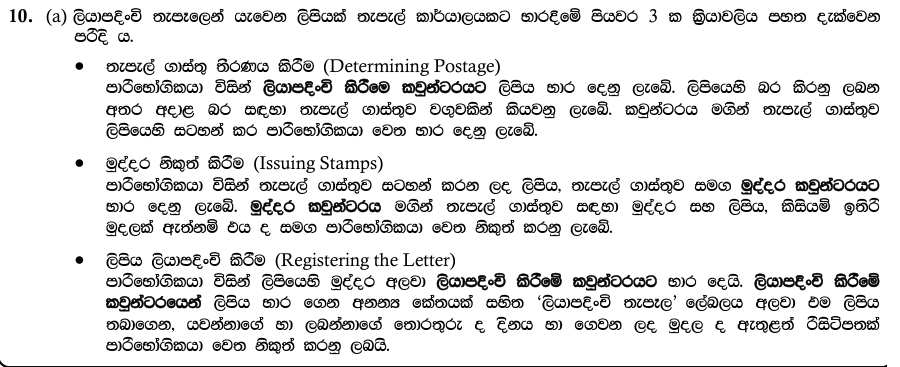 10. (a) ලියාපදිංචි තැපෑලෙන් යැවෙන ලිපියක් තැපැල් කාර්යාලයකට භාරදීමේ පියවර 3 ක ක්‍රියාවලිය පහත දැක්වෙන
පරිදි ය.
• තැපැල් ගාස්තු තීරණය කිරීම (Determining Postage)
පාරිභෝගිකයා විසින් ලියාපදිංචි කිරීමෙ කවුන්ටරයට ලිපිය භාර දෙනු ලැබේ. ලිපියෙහි බර කිරනු ලබන
අතර අදාළ බර සඳහා තැපැල් ගාස්තුව වගුවකින් කියවනු ලැබේ. කවුන්ටරය මගින් තැපැල් ගාස්තුව
ලිපියෙහි සටහන් කර පාරිභෝගිකයා වෙත භාර දෙනු ලැබේ.
• මුද්දර නිකුත් කිරීම (Issuing Stamps)
පාරිභෝගිකයා විසින් තැපැල් ගාස්තුව සටහන් කරන ලද ලිපිය, තැපැල් ගාස්තුව සමග මුද්දර කවුන්ටරයට
භාර දෙනු ලැබේ. මුද්දර කවුන්ටරය මගින් තැපැල් ගාස්තුව සඳහා මුද්දර සහ ලිපිය, කිසියම් ඉතිරි
මුදලක් ඇත්නම් එය ද සමග පාරිභෝගිකයා වෙත නිකුත් කරනු ලැබේ.
• ලිපිය ලියාපදිංචි කිරීම (Registering the Letter)
පාරිභෝගිකයා විසින් ලිපියෙහි මුද්දර අලවා ලියාපදිංචි කිරීමේ කවුන්ටරයට භාර දෙයි. ලියාපදිංචි කිරීමේ
කවුන්ටරයෙන් ලිපිය භාර ගෙන අනන්‍ය කේතයක් සහිත ‘ලියාපදිංචි තැපෑල’ ලේබලය අලවා එම ලිපිය
තබාගෙන, යවන්නාගේ හා ලබන්නාගේ තොරතුරු ද දිනය හා ගෙවන ලද මුදල ද ඇතුළත් රිසිට්පතක්
පාරිභෝගිකයා වෙත නිකුත් කරනු ලබයි.